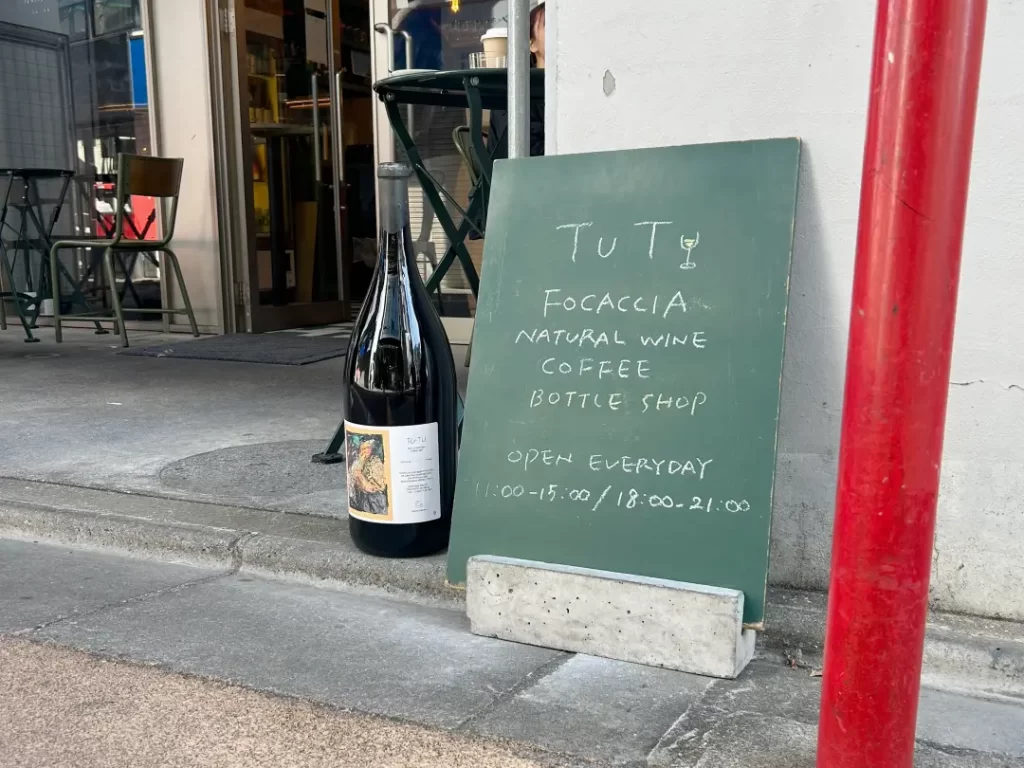 TUTU
FOCACCIA
NATURAL WINE
COFFEE
BOTTLE SHOP
OPEN EVERYDAY
11:00-15:00/18:00-21:00